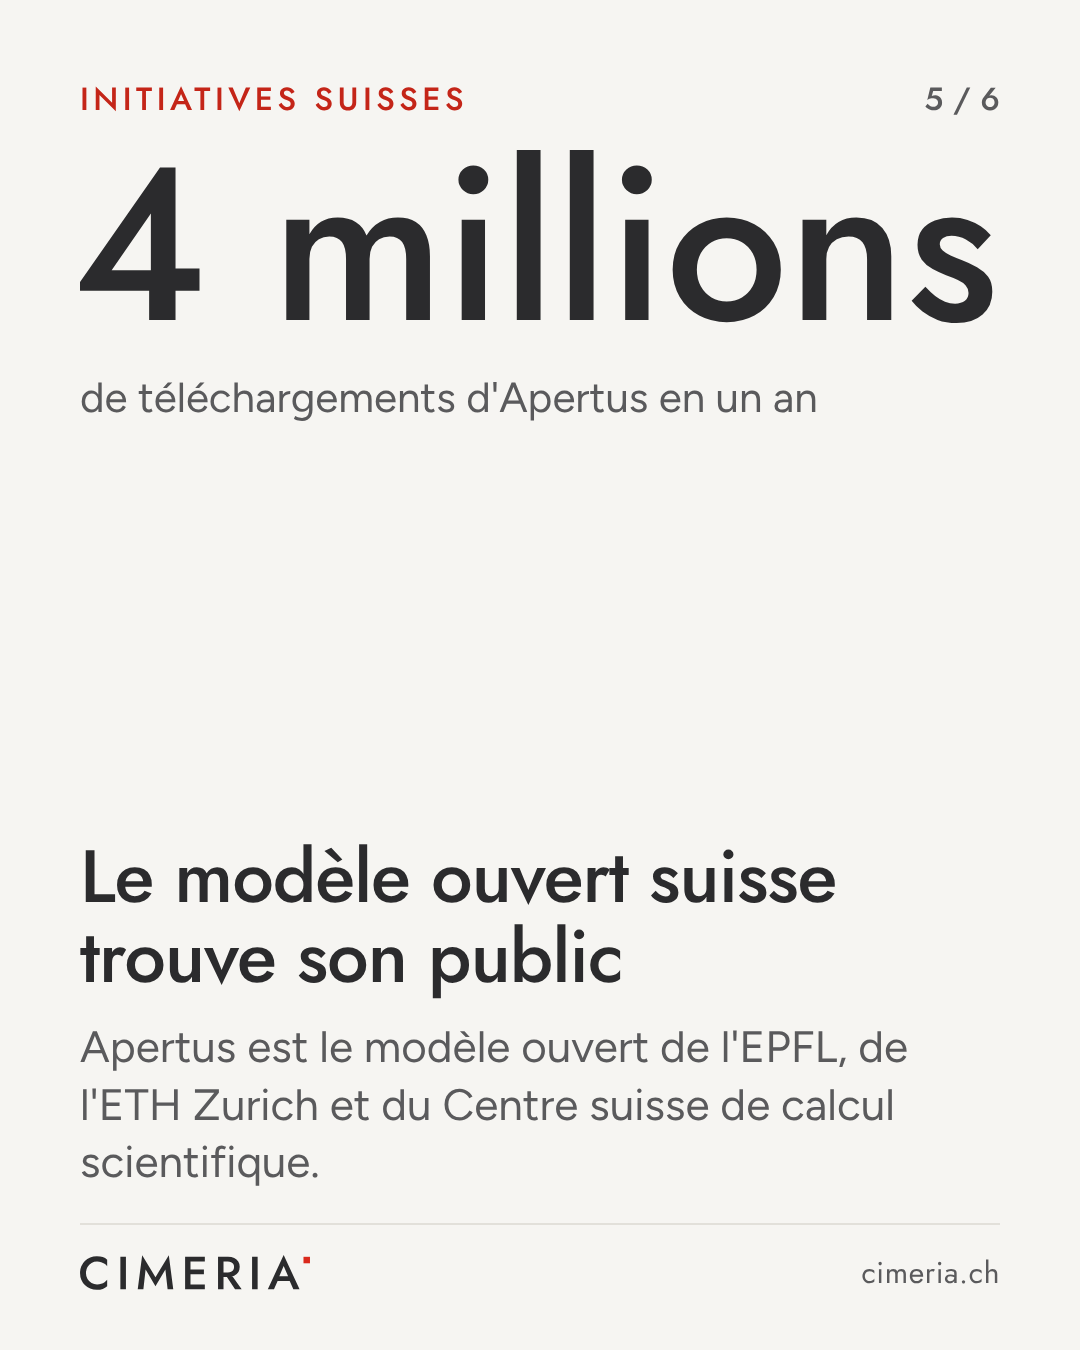 INITIATIVES SUISSES
5 / 6
4 millions
de téléchargements d'Apertus en un an
Le modèle ouvert suisse
trouve son public
Apertus est le modèle ouvert de l'EPFL, de
l'ETH Zurich et du Centre suisse de calcul
scientifique.
CIMERIA
cimeria.ch